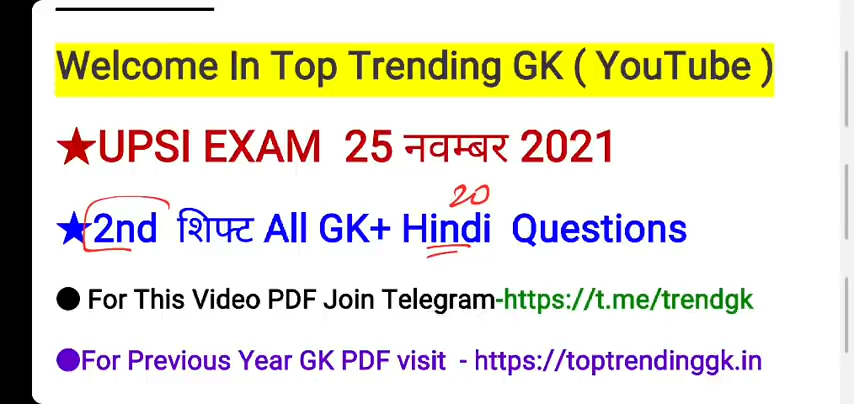 Welcome In Top Trending GK ( YouTube )
★UPSI EXAM 25 नवम्बर 2021
20
★2nd शिफ्ट All GK+ Hindi Questions
● For This Video PDF Join Telegram-https://t.me/trendgk
●For Previous Year GK PDF visit - https://toptrendinggk.in